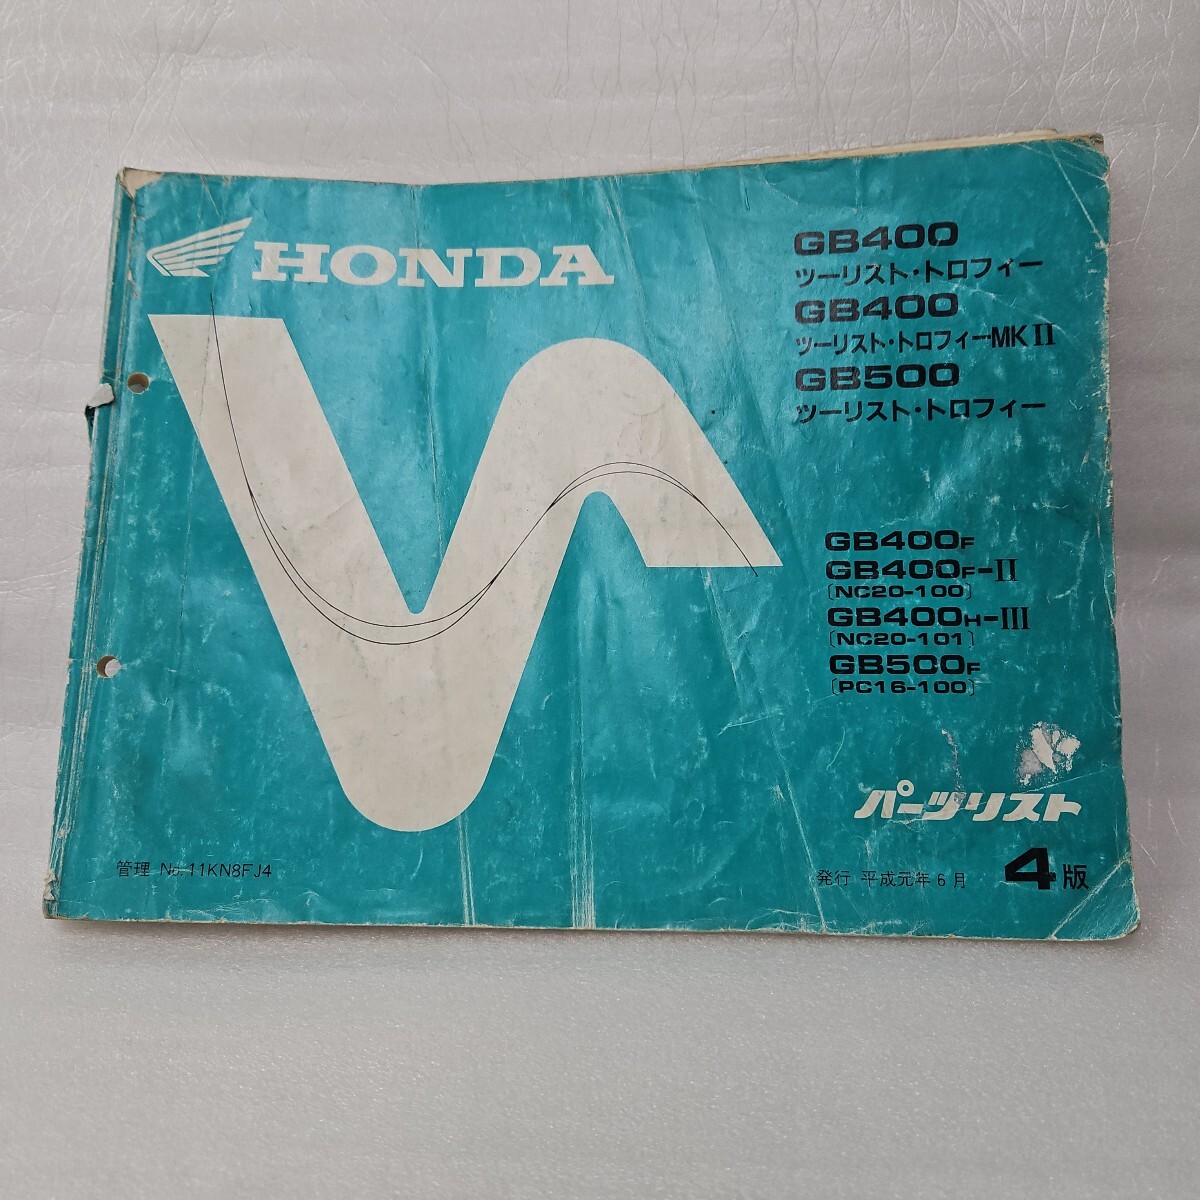 HONDA
GB400
ツーリスト・トロフィー
GB400
ツーリスト・トロフィーMKⅡ
GB500
ツーリスト・トロフィー
GB400F
GB400F-II
〔NC20-100〕
GB400H-III
〔NC20-101〕
GB500F
〔PC16-100〕
パーツリスト
管理 No.11KN8FJ4
発行 平成元年6月 4版